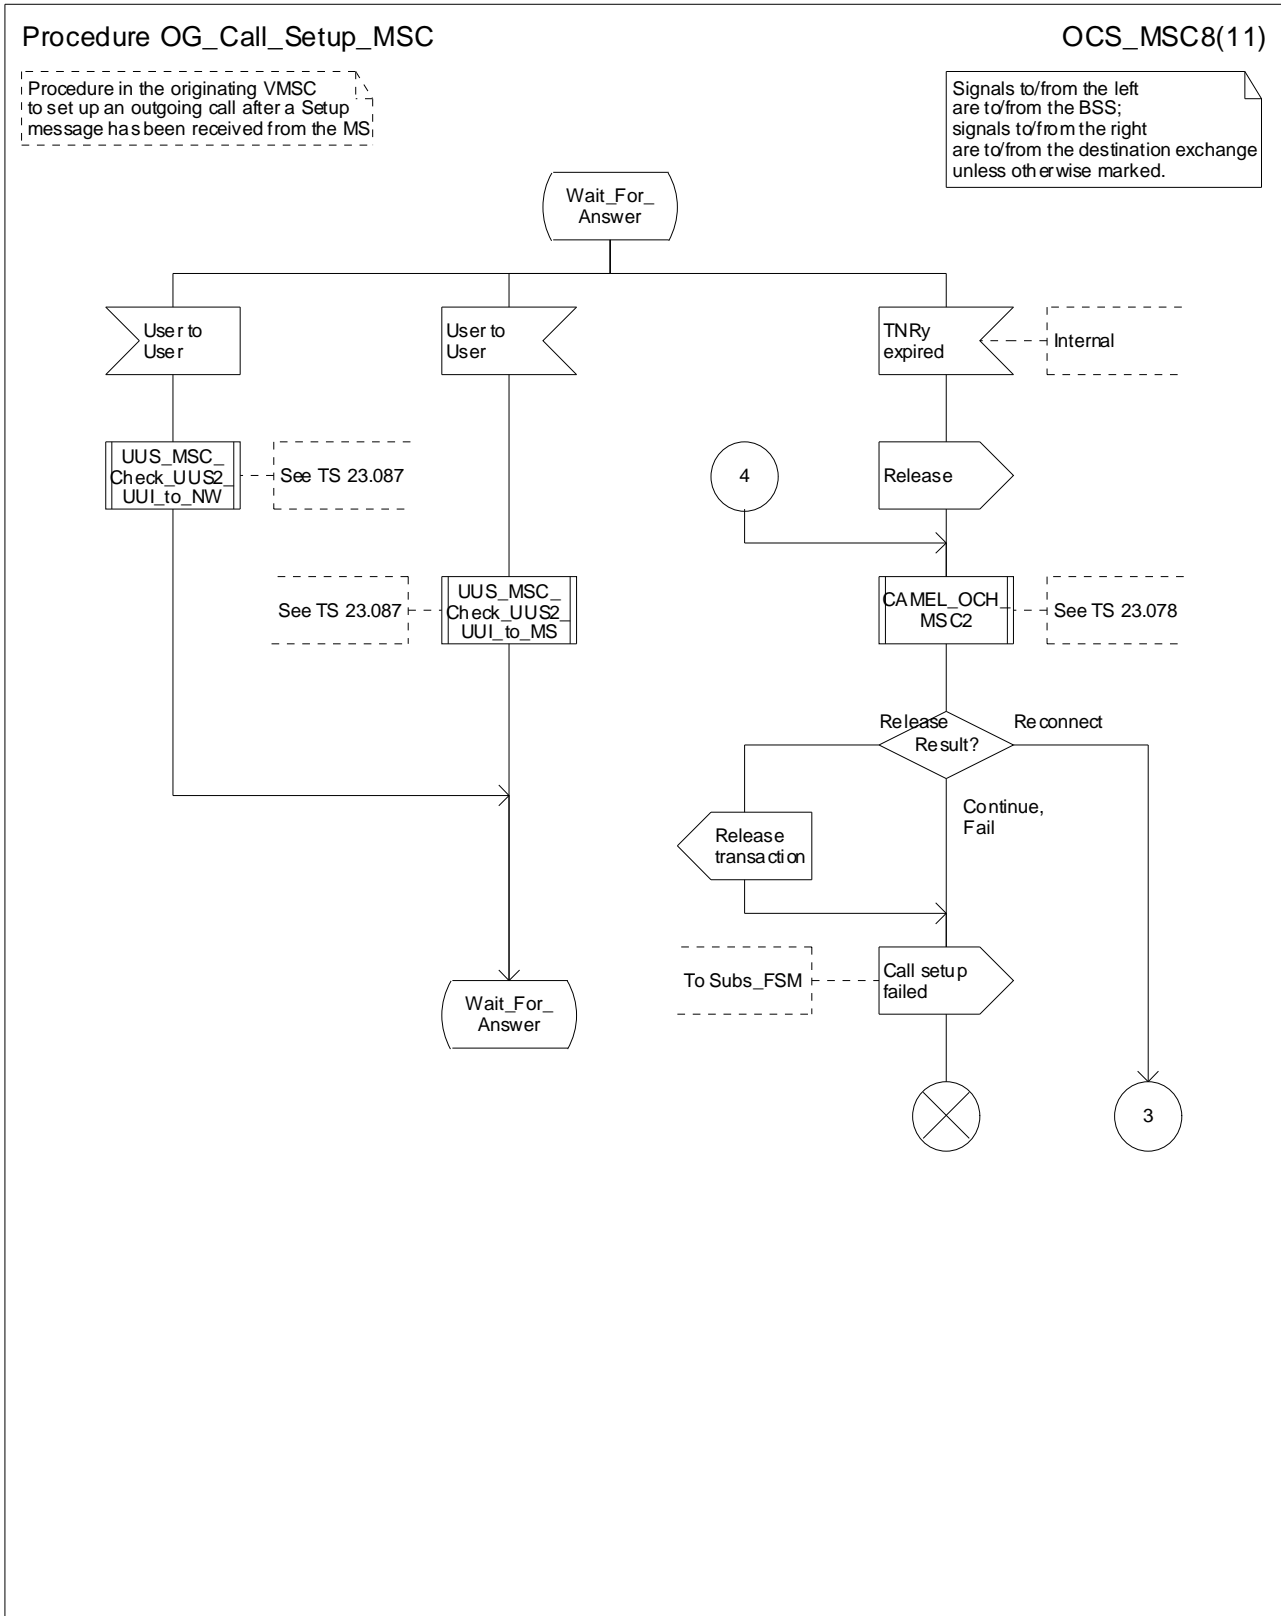 Procedure OG_Call_Setup_MSC
OCS_MSC8(11)
Procedure in the originating VMSC
to set up an outgoing call after a Setup
message has been received from the MS
Signals to/from the left
are to/from the BSS;
signals to/from the right
are to/from the destination exchange
unless otherwise marked.
Wait_For_
Answer
User to
User
User to
User
TNRy
expired
Internal
UUS_MSC_
Check_UUS2_
UUI_to_NW
See TS 23.087
4
Release
See TS 23.087
UUS_MSC_
Check_UUS2_
UUI_to_MS
CAMEL_OCH_
MSC2
See TS 23.078
Release
Result?
Reconnect
Continue,
Fail
Release
transaction
To Subs_FSM
Call setup
failed
Wait_For_
Answer
3